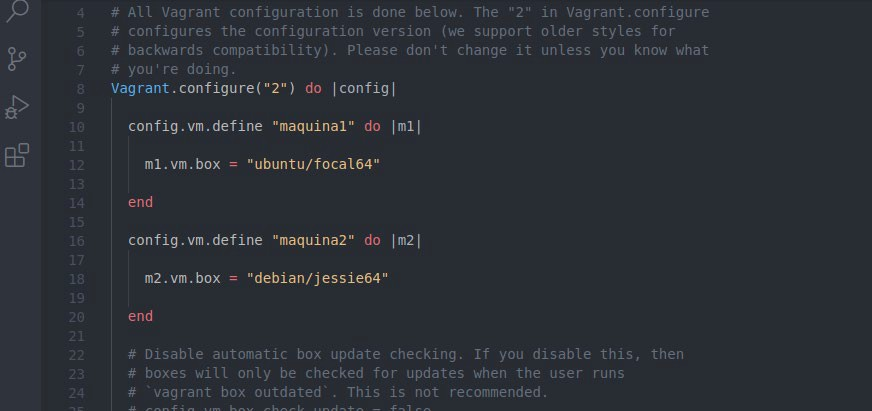 4 # All Vagrant configuration is done below. The "2" in Vagrant.configure
5 # configures the configuration version (we support older styles for
6 # backwards compatibility). Please don't change it unless you know what
7 # you're doing.
8 Vagrant.configure("2") do |config|
9
10 config.vm.define "maquina1" do |m1|
11
12 m1.vm.box = "ubuntu/focal64"
13
14 end
15
16 config.vm.define "maquina2" do |m2|
17
18 m2.vm.box = "debian/jessie64"
19
20 end
21
22 # Disable automatic box update checking. If you disable this, then
23 # boxes will only be checked for updates when the user runs
24 # `vagrant box outdated`. This is not recommended.
25 # config.vm.box_check_update = false